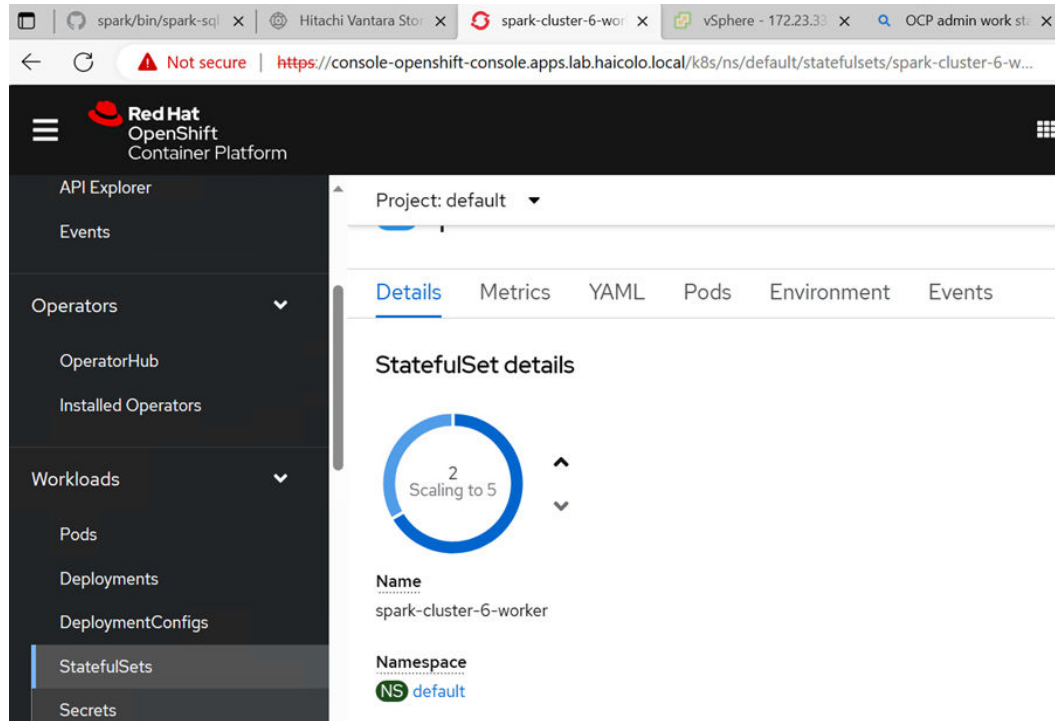 spark/bin/spark-sql
Hitachi Vantara Stor
spark-cluster-6-wor
vSphere - 172.23.33
OCP admin work sta
Not secure | https://console-openshift-console.apps.lab.haicolo.local/k8s/ns/default/statefulsets/spark-cluster-6-w...
Red Hat
OpenShift
Container Platform
API Explorer
Events
Operators
OperatorHub
Installed Operators
Workloads
Pods
Deployments
DeploymentConfigs
StatefulSets
Secrets
Project: default
Details Metrics YAML Pods Environment Events
StatefulSet details
2
Scaling to 5
Name
spark-cluster-6-worker
Namespace
NS default